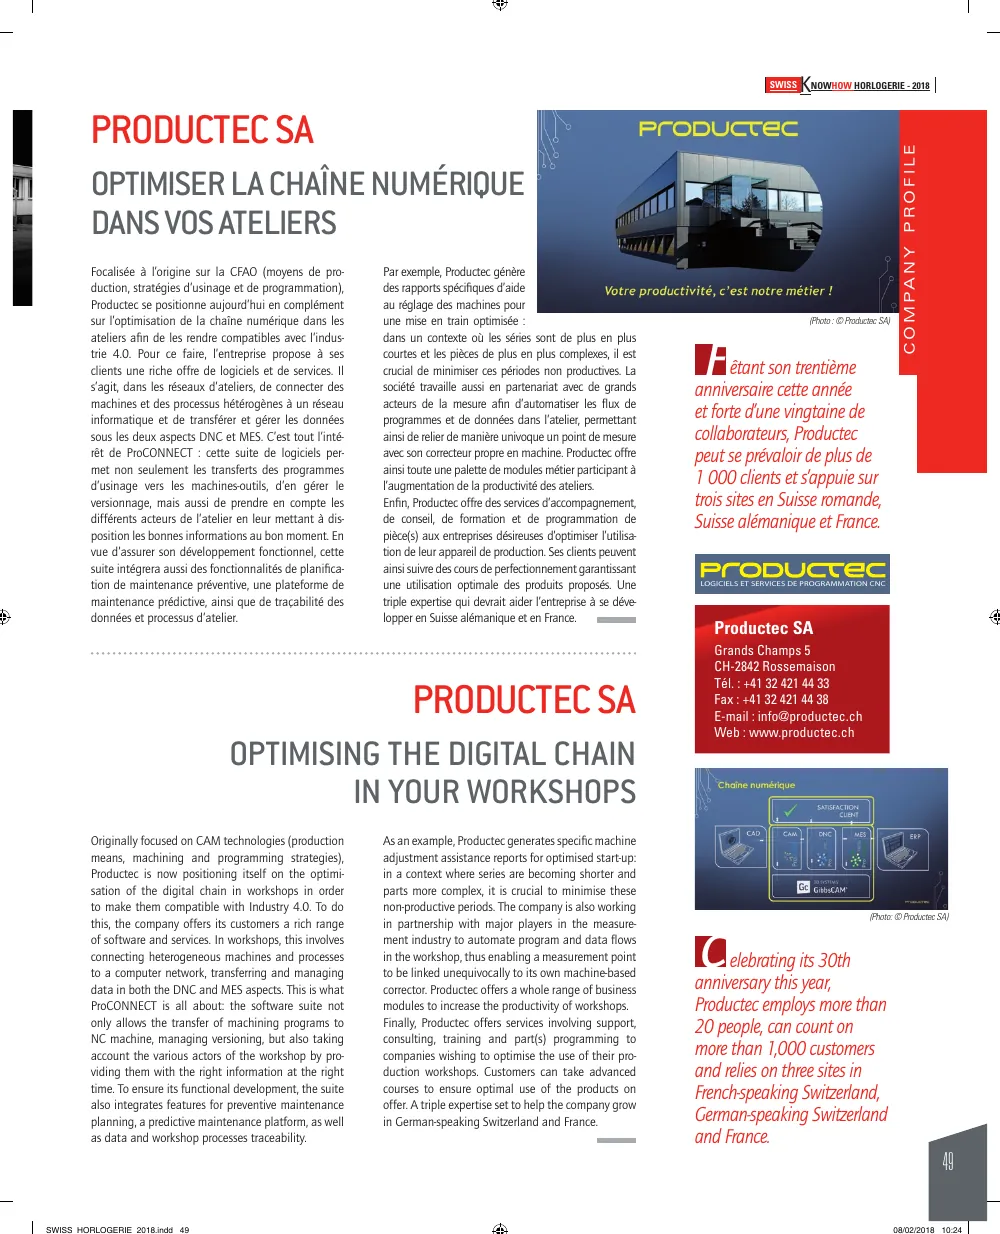 SWISS KNOWHOW HORLOGERIE - 2018
PRODUCTEC SA
OPTIMISER LA CHAÎNE NUMÉRIQUE
DANS VOS ATELIERS
Focalisée à l’origine sur la CFAO (moyens de pro-
duction, stratégies d’usinage et de programmation),
Productec se positionne aujourd’hui en complément
sur l’optimisation de la chaîne numérique dans les
ateliers afin de les rendre compatibles avec l’indus-
trie 4.0. Pour ce faire, l’entreprise propose à ses
clients une riche offre de logiciels et de services. Il
s’agit, dans les réseaux d’ateliers, de connecter des
machines et des processus hétérogènes à un réseau
informatique et de transférer et gérer les données
sous les deux aspects DNC et MES. C’est tout l’inté-
rêt de ProCONNECT : cette suite de logiciels per-
met non seulement les transferts des programmes
d’usinage vers les machines-outils, d’en gérer le
versionnage, mais aussi de prendre en compte les
différents acteurs de l’atelier en leur mettant à dis-
position les bonnes informations au bon moment. En
vue d’assurer son développement fonctionnel, cette
suite intégrera aussi des fonctionnalités de planifica-
tion de maintenance préventive, une plateforme de
maintenance prédictive, ainsi que de traçabilité des
données et processus d’atelier.
Par exemple, Productec génère
des rapports spécifiques d’aide
au réglage des machines pour
une mise en train optimisée :
dans un contexte où les séries sont de plus en plus
courtes et les pièces de plus en plus complexes, il est
crucial de minimiser ces périodes non productives. La
société travaille aussi en partenariat avec de grands
acteurs de la mesure afin d’automatiser les flux de
programmes et de données dans l’atelier, permettant
ainsi de relier de manière univoque un point de mesure
avec son correcteur propre en machine. Productec offre
ainsi toute une palette de modules métier participant à
l’augmentation de la productivité des ateliers.
Enfin, Productec offre des services d’accompagnement,
de conseil, de formation et de programmation de
pièce(s) aux entreprises désireuses d’optimiser l’utilisa-
tion de leur appareil de production. Ses clients peuvent
ainsi suivre des cours de perfectionnement garantissant
une utilisation optimale des produits proposés. Une
triple expertise qui devrait aider l’entreprise à se déve-
lopper en Suisse alémanique et en France.
PRODUCTEC
Votre productivité, c'est notre métier !
(Photo : © Productec SA)
COMPANY PROFILE
Fêtant son trentième
anniversaire cette année
et forte d’une vingtaine de
collaborateurs, Productec
peut se prévaloir de plus de
1 000 clients et s’appuie sur
trois sites en Suisse romande,
Suisse alémanique et France.
PRODUCTEC
LOGICIELS ET SERVICES DE PROGRAMMATION CNC
Productec SA
Grands Champs 5
CH-2842 Rossemaison
Tél. : +41 32 421 44 33
Fax : +41 32 421 44 38
E-mail : info@productec.ch
Web : www.productec.ch
PRODUCTEC SA
OPTIMISING THE DIGITAL CHAIN
IN YOUR WORKSHOPS
Originally focused on CAM technologies (production
means, machining and programming strategies),
Productec is now positioning itself on the optimi-
sation of the digital chain in workshops in order
to make them compatible with Industry 4.0. To do
this, the company offers its customers a rich range
of software and services. In workshops, this involves
connecting heterogeneous machines and processes
to a computer network, transferring and managing
data in both the DNC and MES aspects. This is what
ProCONNECT is all about: the software suite not
only allows the transfer of machining programs to
NC machine, managing versioning, but also taking
account the various actors of the workshop by pro-
viding them with the right information at the right
time. To ensure its functional development, the suite
also integrates features for preventive maintenance
planning, a predictive maintenance platform, as well
as data and workshop processes traceability.
As an example, Productec generates specific machine
adjustment assistance reports for optimised start-up:
in a context where series are becoming shorter and
parts more complex, it is crucial to minimise these
non-productive periods. The company is also working
in partnership with major players in the measure-
ment industry to automate program and data flows
in the workshop, thus enabling a measurement point
to be linked unequivocally to its own machine-based
corrector. Productec offers a whole range of business
modules to increase the productivity of workshops.
Finally, Productec offers services involving support,
consulting, training and part(s) programming to
companies wishing to optimise the use of their pro-
duction workshops. Customers can take advanced
courses to ensure optimal use of the products on
offer. A triple expertise set to help the company grow
in German-speaking Switzerland and France.
Chaîne numérique
SATISFACTION
CLIENT
CAD
CAM
DNC
MES
ERP
Gc
GibbsCAM
PRODUCTEC
(Photo: © Productec SA)
Celebrating its 30th
anniversary this year,
Productec employs more than
20 people, can count on
more than 1,000 customers
and relies on three sites in
French-speaking Switzerland,
German-speaking Switzerland
and France.
49
SWISS HORLOGERIE 2018.indd 49
08/02/2018 10:24